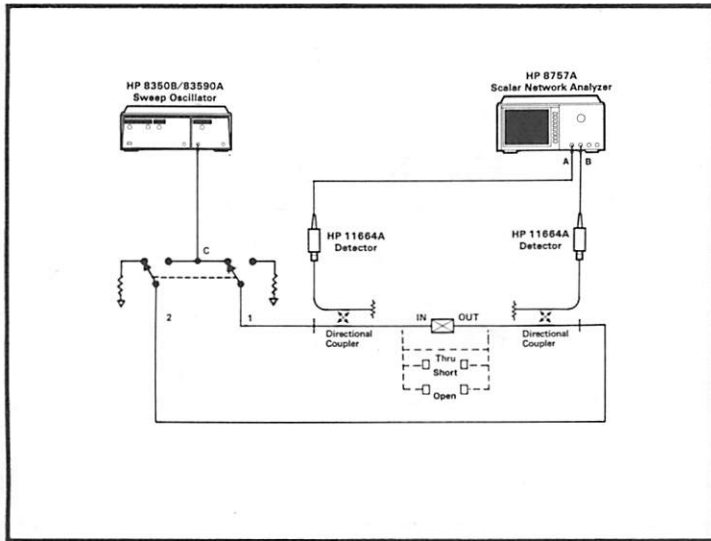 HP 8350B/83590A
Sweep Oscillator
HP 8757A
Scalar Network Analyzer
A
B
HP 11664A
Detector
HP 11664A
Detector
C
2
1
IN
OUT
Directional
Coupler
Directional
Coupler
Thru
Short
Open